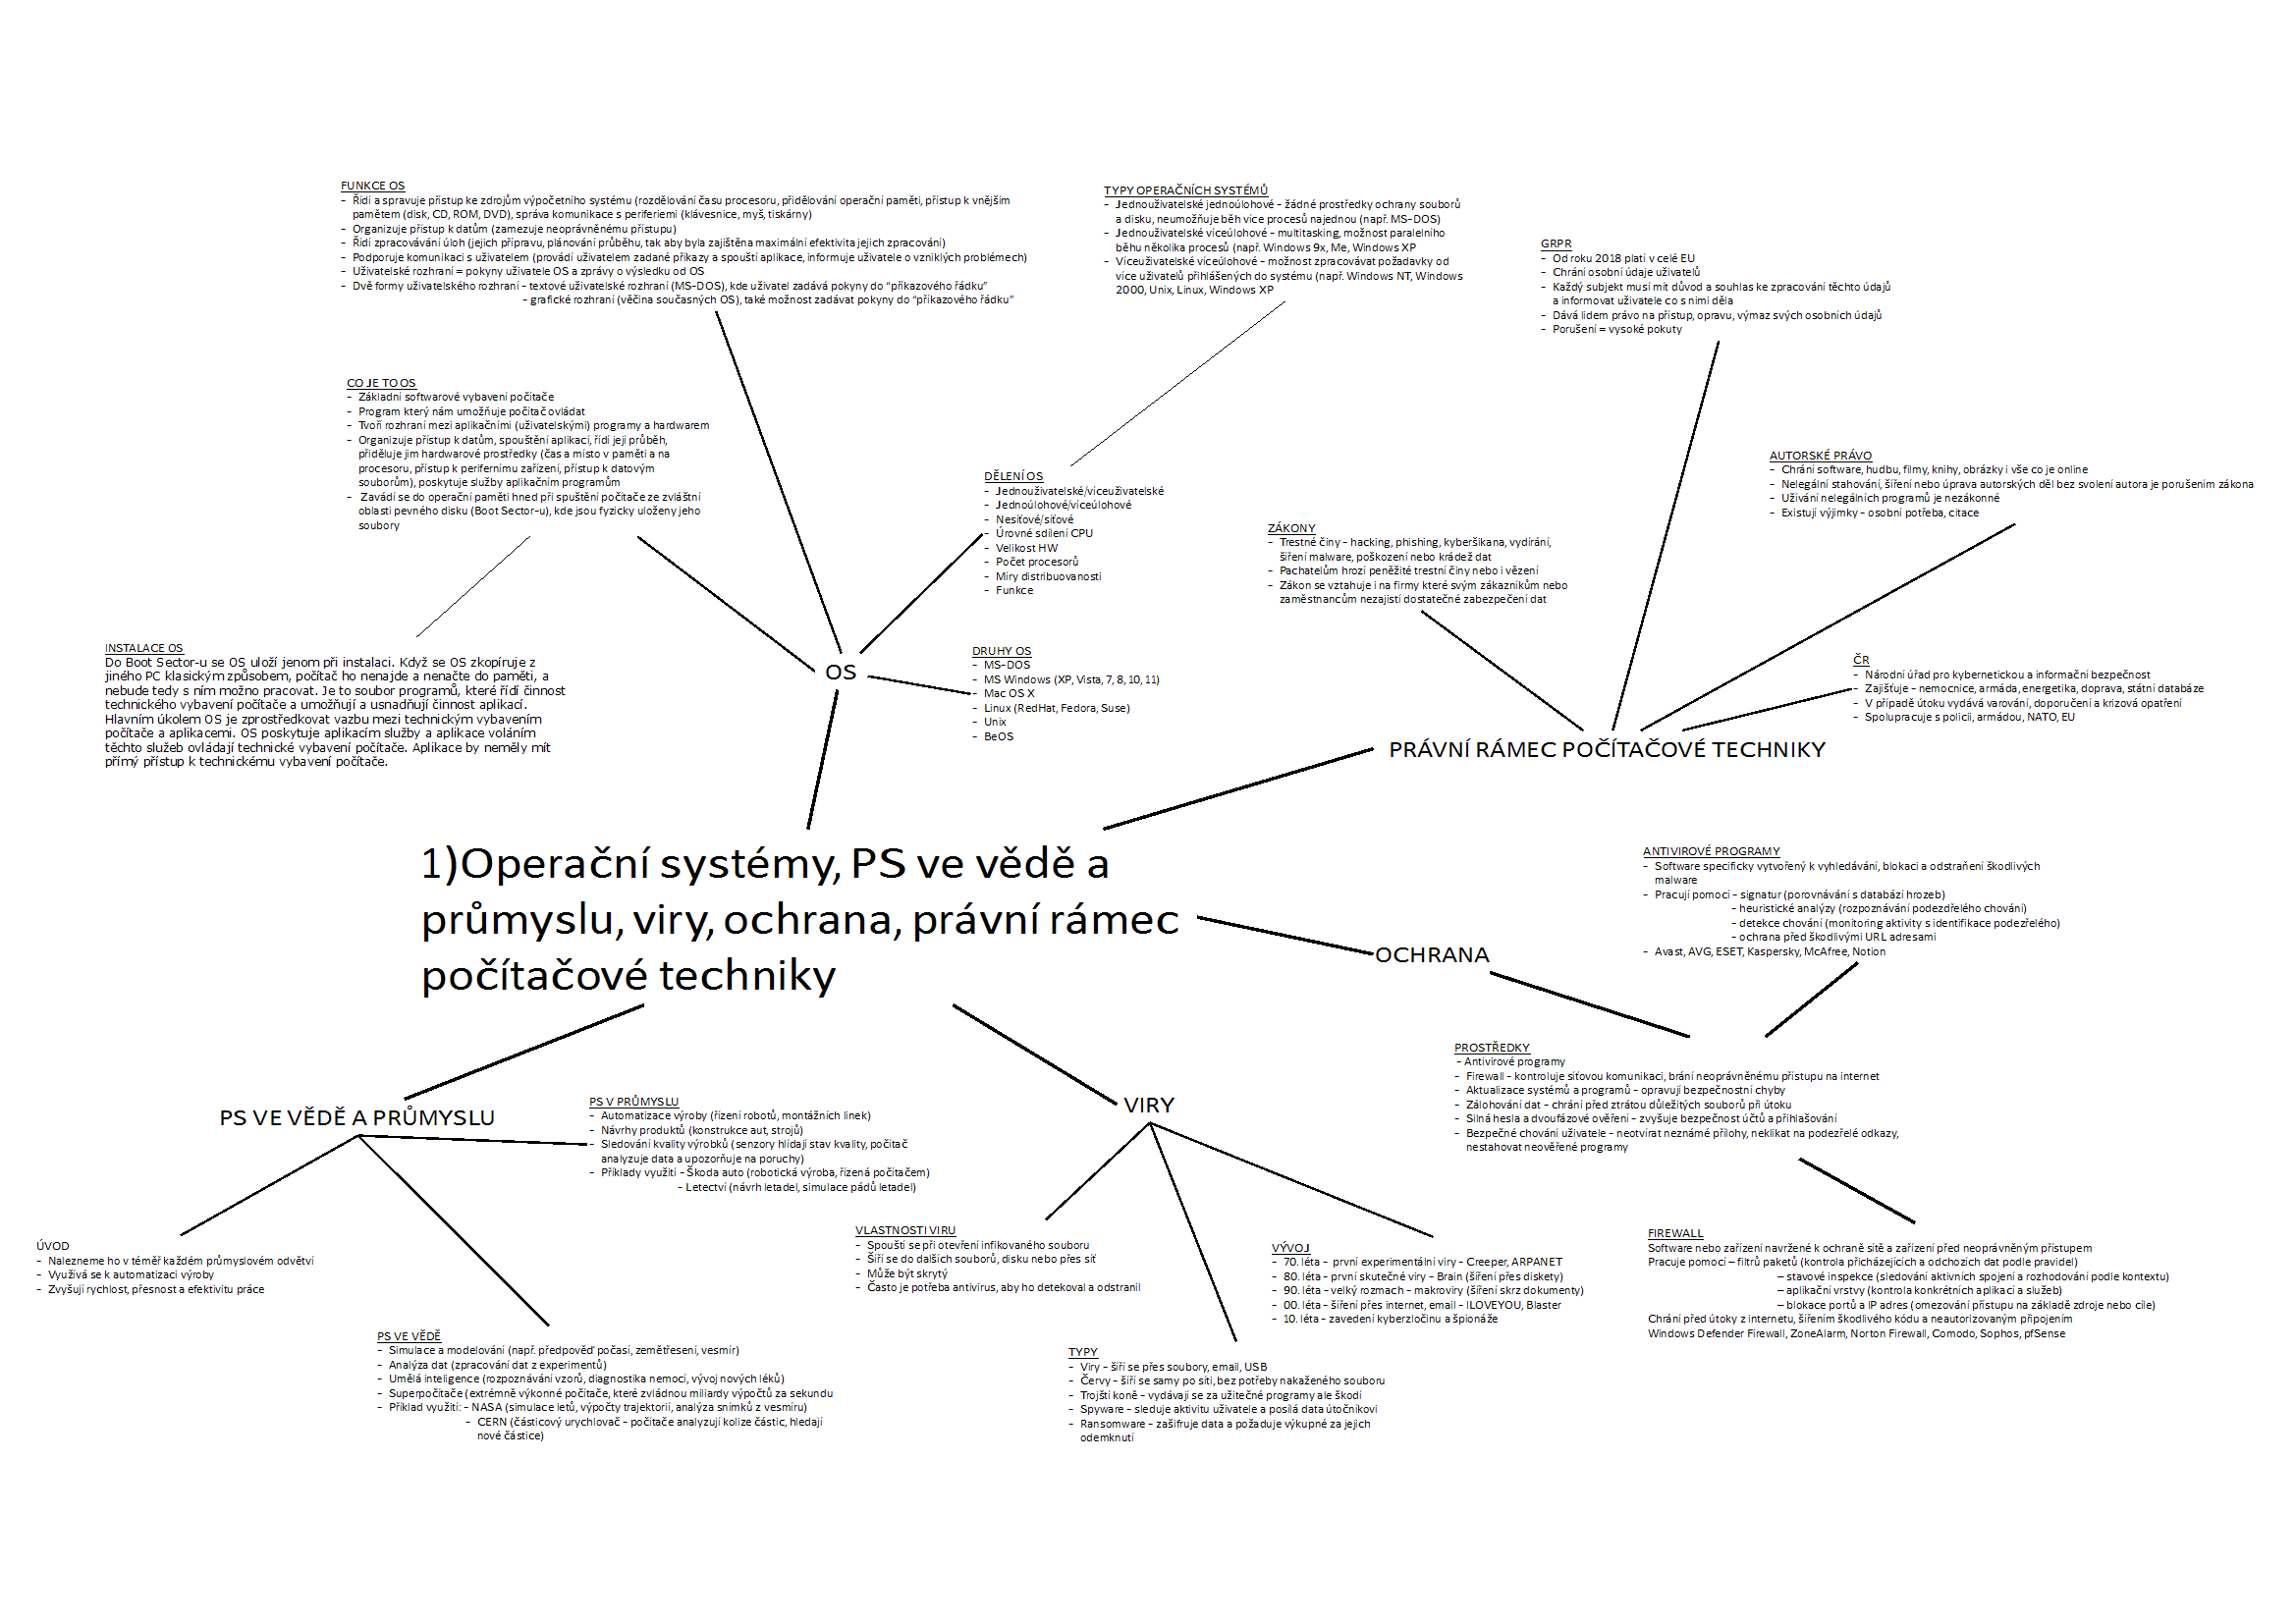 FUNKCE OS
- Řídí a spravuje přístup ke zdrojům výpočetního systému (rozdělování času procesoru, přidělování operační paměti, přístup k vnějším
pamětem (disk, CD, ROM, DVD), správa komunikace s periferiemi (klávesnice, myš, tiskárny)
- Organizuje přístup k datům (zamezuje neoprávněnému přístupu)
- Řídí zpracovávání úloh (jejich přípravu, plánování průběhu, tak aby byla zajištěna maximální efektivita jejich zpracování)
- Podporuje komunikaci s uživatelem (provádí uživatelem zadané příkazy a spouští aplikace, informuje uživatele o vzniklých problémech)
- Uživatelské rozhraní = pokyny uživatele OS a zprávy o výsledku od OS
- Dvě formy uživatelského rozhraní - textové uživatelské rozhraní (MS-DOS), kde uživatel zadává pokyny do "příkazového řádku"
- grafické rozhraní (věčina současných OS), také možnost zadávat pokyny do "příkazového řádku"
TYPY OPERAČNÍCH SYSTÉMŮ
- Jednouživatelské jednoúlohové - žádné prostředky ochrany souborů
a disku, neumožňuje běh více procesů najednou (např. MS-DOS)
- Jednouživatelské víceúlohové - multitasking, možnost paralelního
běhu několika procesů (např. Windows 9x, Me, Windows XP
- Víceuživatelské víceúlohové - možnost zpracovávat požadavky od
více uživatelů přihlášených do systému (např. Windows NT, Windows
2000, Unix, Linux, Windows XP
GRPR
- Od roku 2018 platí v celé EU
- Chrání osobní údaje uživatelů
- Každý subjekt musí mít důvod a souhlas ke zpracování těchto údajů
a informovat uživatele co s nimi děla
- Dává lidem právo na přístup, opravu, výmaz svých osobních údajů
- Porušení = vysoké pokuty
CO JE TO OS
- Základní softwarové vybavení počítače
- Program který nám umožňuje počítač ovládat
- Tvoří rozhraní mezi aplikačními (uživatelskými) programy a hardwarem
- Organizuje přístup k datům, spouštění aplikací, řídí její průběh,
přiděluje jim hardwarové prostředky (čas a místo v paměti a na
procesoru, přístup k perifernímu zařízení, přístup k datovým
souborům), poskytuje služby aplikačním programům
- Zavádí se do operační paměti hned při spuštění počítače ze zvláštní
oblasti pevného disku (Boot Sector-u), kde jsou fyzicky uloženy jeho
soubory
DĚLENÍ OS
- Jednouživatelské/víceuživatelské
- Jednoúlohové/víceúlohové
- Nesíťové/síťové
- Úrovné sdílení CPU
- Velikost HW
- Počet procesorů
- Míry distribuovanosti
- Funkce
AUTORSKÉ PRÁVO
- Chrání software, hudbu, filmy, knihy, obrázky i vše co je online
- Nelegální stahování, šíření nebo úprava autorských děl bez svolení autora je porušením zákona
- Užívání nelegálních programů je nezákonné
- Existují výjimky - osobní potřeba, citace
ZÁKONY
- Trestné činy - hacking, phishing, kyberšikana, vydírání,
šíření malware, poškození nebo krádež dat
- Pachatelům hrozí peněžité trestní činy nebo i vězení
- Zákon se vztahuje i na firmy které svým zákazníkům nebo
zaměstnancům nezajistí dostatečné zabezpečení dat
INSTALACE OS
Do Boot Sector-u se OS uloží jenom při instalaci. Když se OS zkopíruje z
jiného PC klasickým způsobem, počítač ho nenajde a nenačte do paměti, a
nebude tedy s ním možno pracovat. Je to soubor programů, které řídí činnost
technického vybavení počítače a umožňují a usnadňují činnost aplikací.
Hlavním úkolem OS je zprostředkovat vazbu mezi technickým vybavením
počítače a aplikacemi. OS poskytuje aplikacím služby a aplikace voláním
těchto služeb ovládají technické vybavení počítače. Aplikace by neměly mít
přímý přístup k technickému vybavení počítače.
OS
DRUHY OS
- MS-DOS
- MS Windows (XP, Vista, 7, 8, 10, 11)
- Mac OS X
- Linux (RedHat, Fedora, Suse)
- Unix
- BeOS
ČR
- Národní úřad pro kybernetickou a informační bezpečnost
- Zajišťuje - nemocnice, armáda, energetika, doprava, státní databáze
- V případě útoku vydává varování, doporučení a krizová opatření
- Spolupracuje s policií, armádou, NATO, EU
PRÁVNÍ RÁMEC POČÍTAČOVÉ TECHNIKY
1)Operační systémy, PS ve vědě a
průmyslu, viry, ochrana, právní rámec
počítačové techniky
ANTIVIROVÉ PROGRAMY
- Software specificky vytvořený k vyhledávání, blokaci a odstraňení škodlivých
malware
- Pracují pomocí - signatur (porovnávání s databází hrozeb)
- heuristické analýzy (rozpoznávání podezdřelého chování)
- detekce chování (monitoring aktivity s identifikace podezřelého)
- ochrana před škodlivými URL adresami
- Avast, AVG, ESET, Kaspersky, McAfree, Notion
OCHRANA
PROSTŘEDKY
- Antivirové programy
- Firewall - kontroluje síťovou komunikaci, brání neoprávněnému přístupu na internet
- Aktualizace systémů a programů - opravují bezpečnostní chyby
- Zálohování dat - chrání před ztrátou důležitých souborů při útoku
- Silná hesla a dvoufázové ověření - zvyšuje bezpečnost účtů a přihlašování
- Bezpečné chování uživatele - neotvírat neznámé přílohy, neklikat na podezřelé odkazy,
nestahovat neověřené programy
PS VE VĚDĚ A PRŮMYSLU
PS V PRŮMYSLU
- Automatizace výroby (řízení robotů, montážních linek)
- Návrhy produktů (konstrukce aut, strojů)
- Sledování kvality výrobků (senzory hlídají stav kvality, počítač
analyzuje data a upozorňuje na poruchy)
- Příklady využití - Škoda auto (robotická výroba, řízená počítačem)
- Letectví (návrh letadel, simulace pádů letadel)
VIRY
ÚVOD
- Nalezneme ho v téměř každém průmyslovém odvětví
- Využívá se k automatizaci výroby
- Zvyšují rychlost, přesnost a efektivitu práce
VLASTNOSTI VIRU
- Spouští se při otevření infikovaného souboru
- Šíří se do dalších souborů, disku nebo přes síť
- Může být skrytý
- Často je potřeba antivirus, aby ho detekoval a odstranil
VÝVOJ
- 70. léta - první experimentální viry - Creeper, ARPANET
- 80. léta - první skutečné viry - Brain (šíření přes diskety)
- 90. léta - velký rozmach - makroviry (šíření skrz dokumenty)
- 00. léta - šíření přes internet, email - ILOVEYOU, Blaster
- 10. léta - zavedení kyberzločinu a špionáže
FIREWALL
Software nebo zařízení navržené k ochraně sítě a zařízení před neoprávněným přístupem
Pracuje pomocí – filtrů paketů (kontrola přicházejících a odchozích dat podle pravidel)
– stavové inspekce (sledování aktivních spojení a rozhodování podle kontextu)
– aplikační vrstvy (kontrola konkrétních aplikací a služeb)
– blokace portů a IP adres (omezování přístupu na základě zdroje nebo cíle)
Chrání před útoky z internetu, šířením škodlivého kódu a neautorizovaným připojením
Windows Defender Firewall, ZoneAlarm, Norton Firewall, Comodo, Sophos, pfSense
PS VE VĚDĚ
- Simulace a modelování (např. předpověď počasí, zemětřesení, vesmír)
- Analýza dat (zpracování dat z experimentů)
- Umělá inteligence (rozpoznávání vzorů, diagnostika nemocí, vývoj nových léků)
- Superpočítače (extrémně výkonné počítače, které zvládnou miliardy výpočtů za sekundu
- Příklad využití: - NASA (simulace letů, výpočty trajektorií, analýza snímků z vesmíru)
- CERN (částicový urychlovač - počítače analyzují kolize částic, hledají
nové částice)
TYPY
- Viry - šíří se přes soubory, email, USB
- Červy - šíří se samy po síti, bez potřeby nakaženého souboru
- Trojští koně - vydávají se za užitečné programy ale škodí
- Spyware - sleduje aktivitu uživatele a posílá data útočníkovi
- Ransomware - zašifruje data a požaduje výkupné za jejich
odemknutí